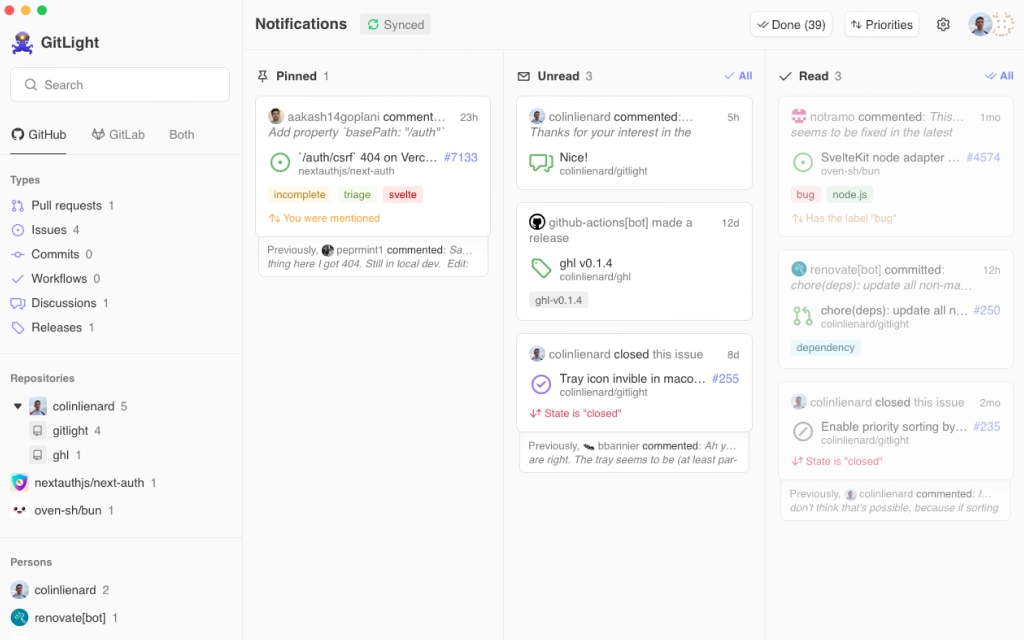 GitLight
Search
GitHub
GitLab
Both
Types
Pull requests 1
Issues 4
Commits 0
Workflows 0
Discussions 1
Releases 1
Repositories
colinlienard 5
gitlight 4
ghl 1
nextauthjs/next-auth 1
oven-sh/bun 1
Persons
colinlienard 2
renovate[bot] 1
Notifications
Synced
Done (39)
Priorities
Pinned 1
aakash14goplani comment… 23h
Add property `basePath: "/auth"`
`/auth/csrf` 404 on Verc… #7133
nextauthjs/next-auth
incomplete triage svelte
You were mentioned
Previously, peprmint1 commented: Sa…
thing here I got 404. Still in local dev. Edit:
Unread 3
All
colinlienard commented:… 5h
Thanks for your interest in the
Nice!
colinlienard/gitlight
github-actions[bot] made a 12d
release
ghl v0.1.4
colinlienard/ghl
ghl-v0.1.4
colinlienard closed this issue 8d
Tray icon invible in maco… #255
colinlienard/gitlight
State is "closed"
Previously, bbannier commented: Ah y…
are right. The tray seems to be (at least par-
Read 3
All
notramo commented: This… 1mo
seems to be fixed in the latest
SvelteKit node adapter … #4574
oven-sh/bun
bug node.js
Has the label "bug"
renovate[bot] committed: 12h
chore(deps): update all non-ma…
chore(deps): update all n… #250
colinlienard/gitlight
dependency
colinlienard closed this issue 2mo
Enable priority sorting by… #235
colinlienard/gitlight
State is "closed"
Previously, colinlienard commented: I…
don't think that's possible, because if sorting